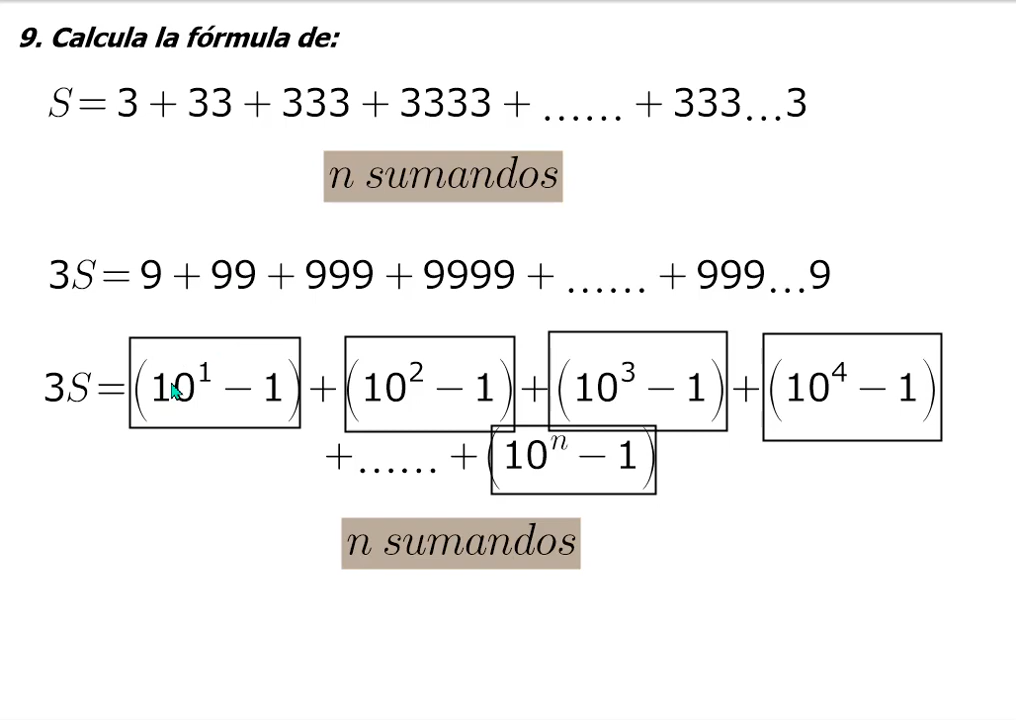 9. Calcula la fórmula de:
S = 3 + 33 + 333 + 3333 + ...... + 333...3
n sumandos
3S = 9 + 99 + 999 + 9999 + ...... + 999...9
3S = (10¹ − 1) + (10² − 1) + (10³ − 1) + (10⁴ − 1)
+ ...... + (10ⁿ − 1)
n sumandos